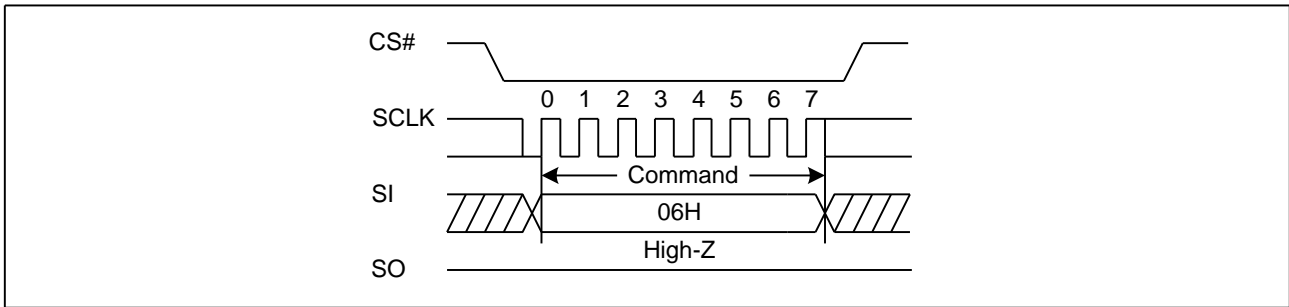 CS#
0 1 2 3 4 5 6 7
SCLK
Command
SI
06H
High-Z
SO